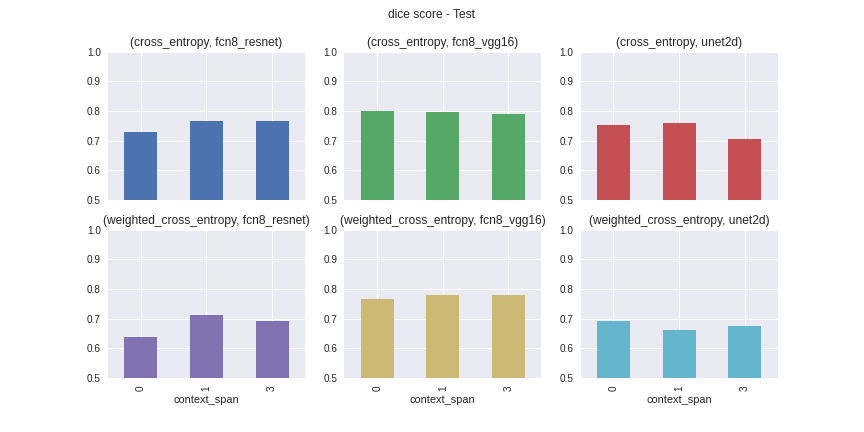 dice score - Test
(cross_entropy, fcn8_resnet) (cross_entropy, fcn8_vgg16) (cross_entropy, unet2d)
1.0 1.0 1.0
0.9 0.9 0.9
0.8 0.8 0.8
0.7 0.7 0.7
0.6 0.6 0.6
0.5 0.5 0.5
(weighted_cross_entropy, fcn8_resnet) (weighted_cross_entropy, fcn8_vgg16) (weighted_cross_entropy, unet2d)
1.0 1.0 1.0
0.9 0.9 0.9
0.8 0.8 0.8
0.7 0.7 0.7
0.6 0.6 0.6
0.5 0.5 0.5
0 1 3 0 1 3 0 1 3
context_span context_span context_span